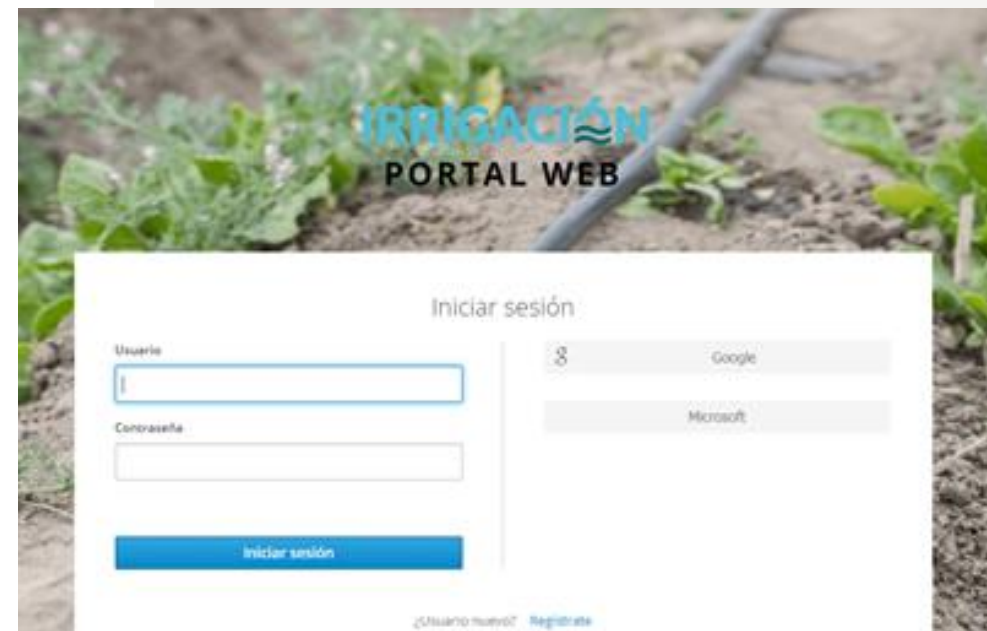 IRRIGACIÓN
PORTAL WEB
Iniciar sesión
Usuario
Contraseña
Iniciar sesión
Google
Microsoft
¿Usuario nuevo? Regístrate